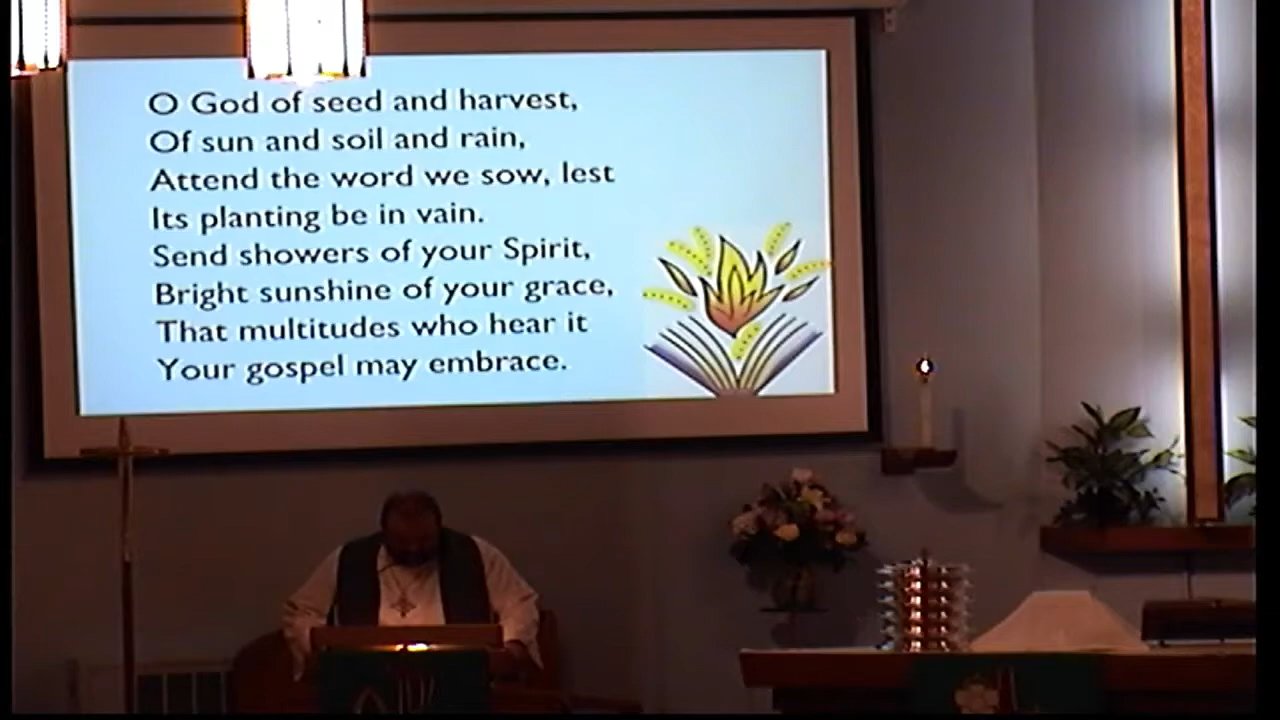 O God of seed and harvest,
Of sun and soil and rain,
Attend the word we sow, lest
Its planting be in vain.
Send showers of your Spirit,
Bright sunshine of your grace,
That multitudes who hear it
Your gospel may embrace.